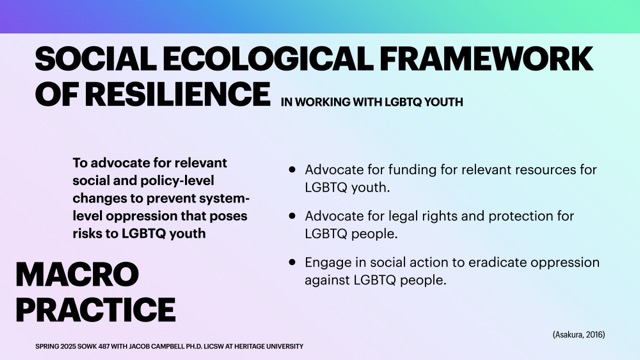 SOCIAL ECOLOGICAL FRAMEWORK
OF RESILIENCE IN WORKING WITH LGBTQ YOUTH
To advocate for relevant
social and policy-level
changes to prevent system-
level oppression that poses
risks to LGBTQ youth
• Advocate for funding for relevant resources for
LGBTQ youth.
• Advocate for legal rights and protection for
LGBTQ people.
• Engage in social action to eradicate oppression
against LGBTQ people.
MACRO
PRACTICE
(Asakura, 2016)
SPRING 2025 SOWK 487 WITH JACOB CAMPBELL PH.D. LICSW AT HERITAGE UNIVERSITY